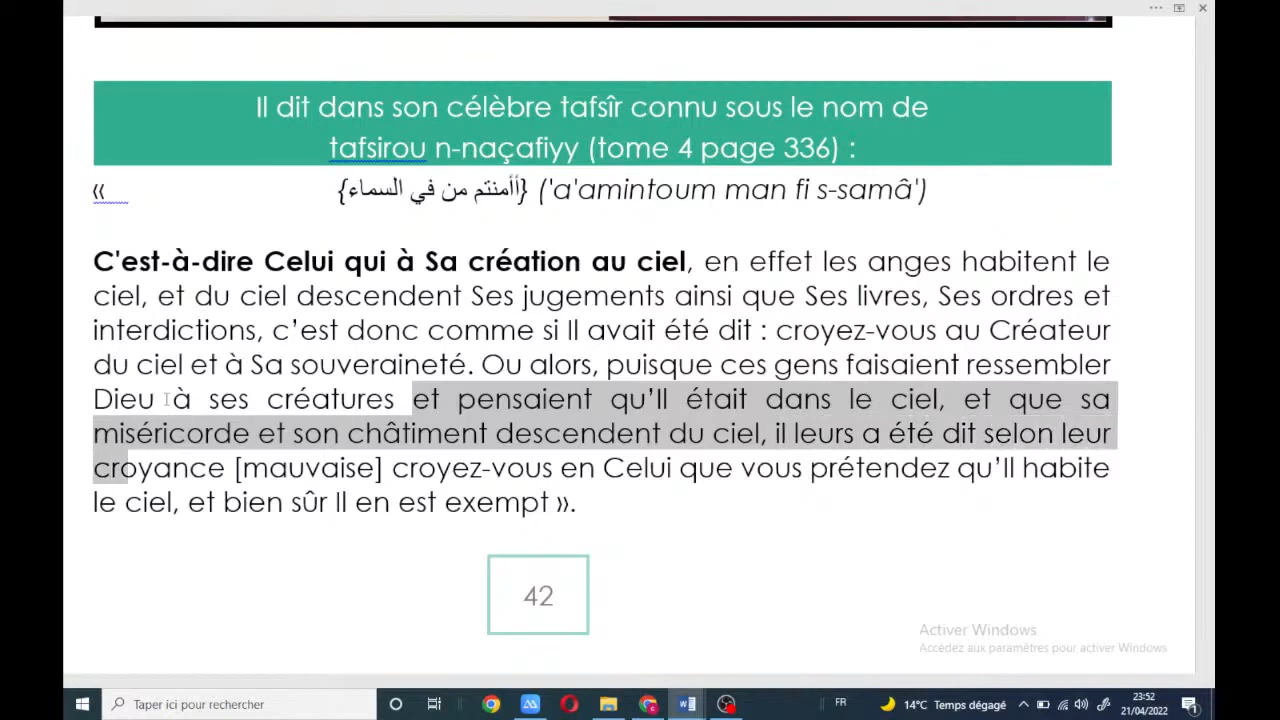 Il dit dans son célèbre tafsîr connu sous le nom de
tafsirou n-naçafiyy (tome 4 page 336) :
« {أأمنتم من في السماء} ('a'amintoum man fi s-samâ')
C'est-à-dire Celui qui à Sa création au ciel, en effet les anges habitent le
ciel, et du ciel descendent Ses jugements ainsi que Ses livres, Ses ordres et
interdictions, c'est donc comme si Il avait été dit : croyez-vous au Créateur
du ciel et à Sa souveraineté. Ou alors, puisque ces gens faisaient ressembler
Dieu à ses créatures et pensaient qu'Il était dans le ciel, et que sa
miséricorde et son châtiment descendent du ciel, il leurs a été dit selon leur
croyance [mauvaise] croyez-vous en Celui que vous prétendez qu'Il habite
le ciel, et bien sûr Il en est exempt ».
42
Activer Windows
Accédez aux paramètres pour activer Windows
Taper ici pour rechercher
FR
14°C Temps dégagé
23:52
21/04/2022
1